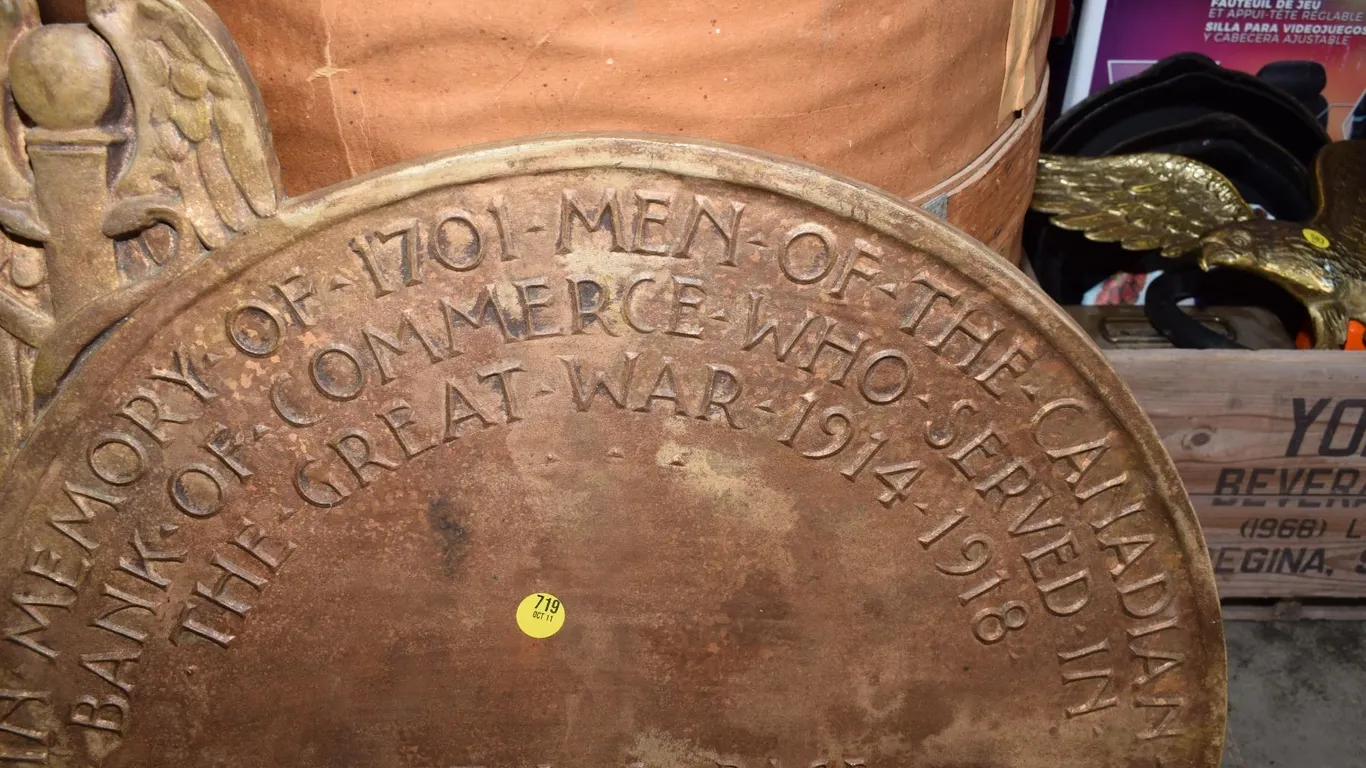 IN · MEMORY · OF · 1701 · MEN · OF · THE · CANADIAN
BANK · OF · COMMERCE · WHO · SERVED · IN ·
THE · GREAT · WAR · 1914 · 1918
719
OCT 11
FAUTEUIL DE JEU
ET APPUI-TÊTE RÉGLABLE
SILLA PARA VIDEOJUEGOS
Y CABECERA AJUSTABLE
YO
BEVERA
(1968) L
EGINA, S